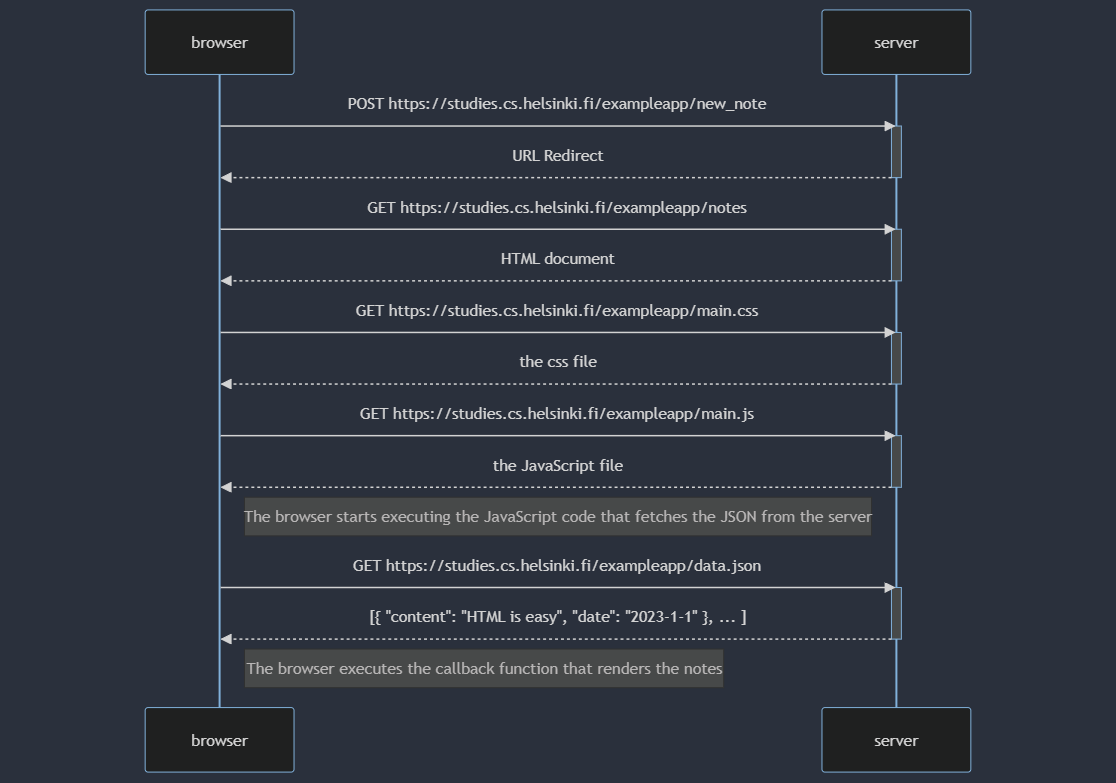 browser
server
POST https://studies.cs.helsinki.fi/exampleapp/new_note
URL Redirect
GET https://studies.cs.helsinki.fi/exampleapp/notes
HTML document
GET https://studies.cs.helsinki.fi/exampleapp/main.css
the css file
GET https://studies.cs.helsinki.fi/exampleapp/main.js
the JavaScript file
The browser starts executing the JavaScript code that fetches the JSON from the server
GET https://studies.cs.helsinki.fi/exampleapp/data.json
[{ "content": "HTML is easy", "date": "2023-1-1" }, ... ]
The browser executes the callback function that renders the notes
browser
server